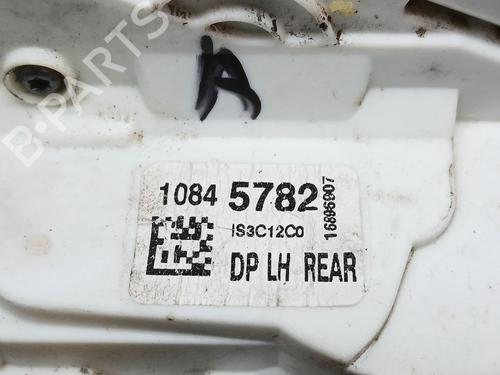 A
B-PARTS
1084 5782
16896907
IS3C12C0
DP LH REAR